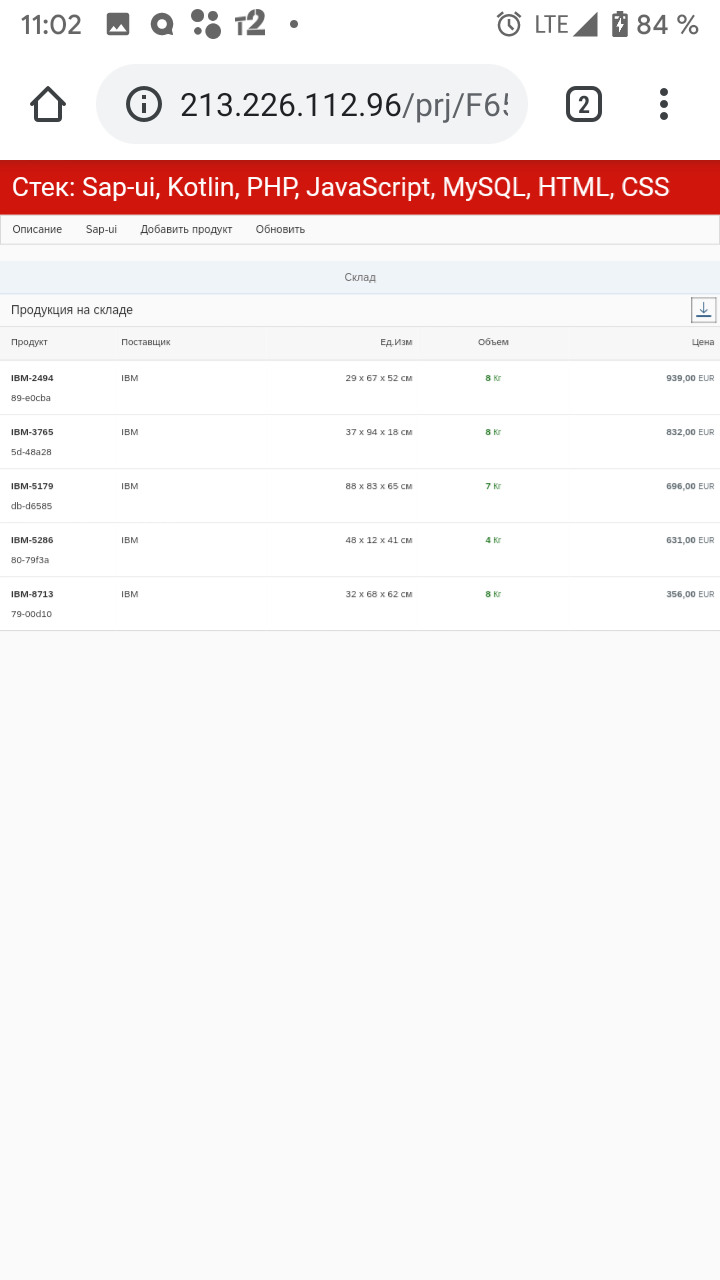 11:02 т2 LTE 84 %
213.226.112.96/prj/F65 2
Стек: Sap-ui, Kotlin, PHP, JavaScript, MySQL, HTML, CSS
Описание Sap-ui Добавить продукт Обновить
Склад
Продукция на складе
Продукт Поставщик Ед.Изм Объем Цена
IBM-2494 IBM 29 x 67 x 52 см 8 Кг 939,00 EUR
89-e0cba
IBM-3765 IBM 37 x 94 x 18 см 8 Кг 832,00 EUR
5d-48a28
IBM-5179 IBM 88 x 83 x 65 см 7 Кг 696,00 EUR
db-d6585
IBM-5286 IBM 48 x 12 x 41 см 4 Кг 631,00 EUR
80-79f3a
IBM-8713 IBM 32 x 68 x 62 см 8 Кг 356,00 EUR
79-00d10